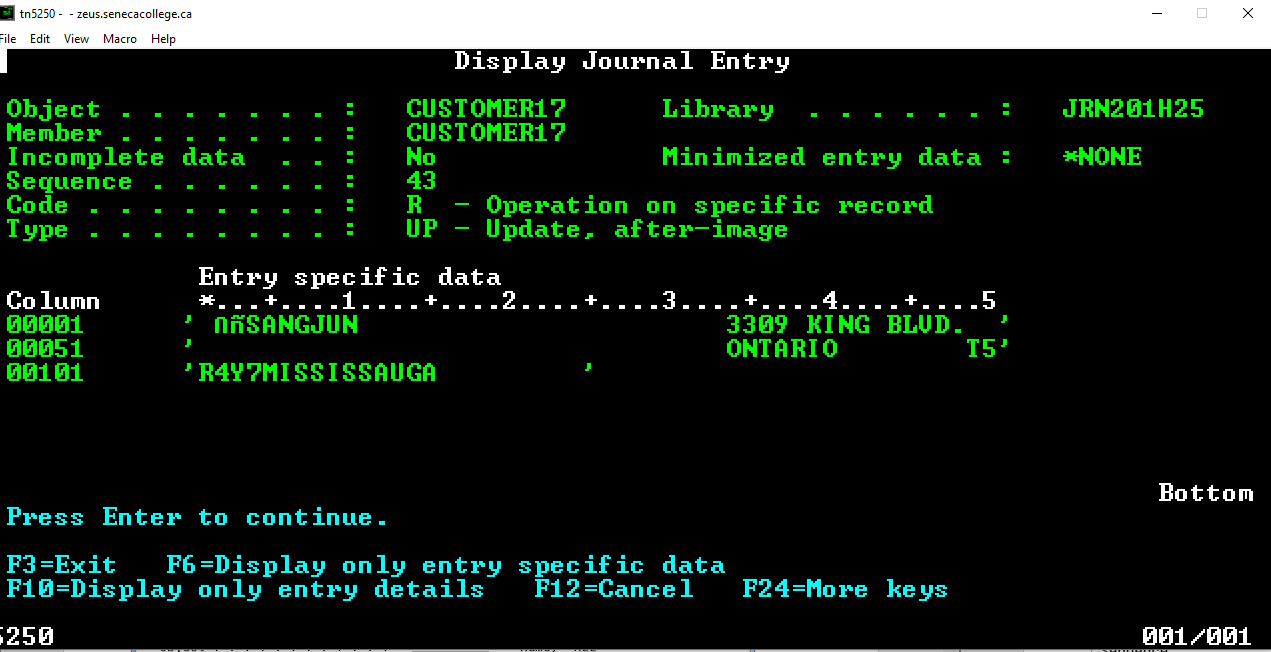 tn5250 - - zeus.senecacollege.ca
File Edit View Macro Help
Display Journal Entry
Object . . . . . . . : CUSTOMER17 Library . . . . . . : JRN201H25
Member . . . . . . . : CUSTOMER17
Incomplete data . . : No Minimized entry data : *NONE
Sequence . . . . . . : 43
Code . . . . . . . . : R - Operation on specific record
Type . . . . . . . . : UP - Update, after-image
Entry specific data
Column *...+....1....+....2....+....3....+....4....+....5
00001 ' nñSANGJUN 3309 KING BLVD. '
00051 ' ONTARIO T5'
00101 'R4Y7MISSISSAUGA '
Bottom
Press Enter to continue.
F3=Exit F6=Display only entry specific data
F10=Display only entry details F12=Cancel F24=More keys
5250 001/001